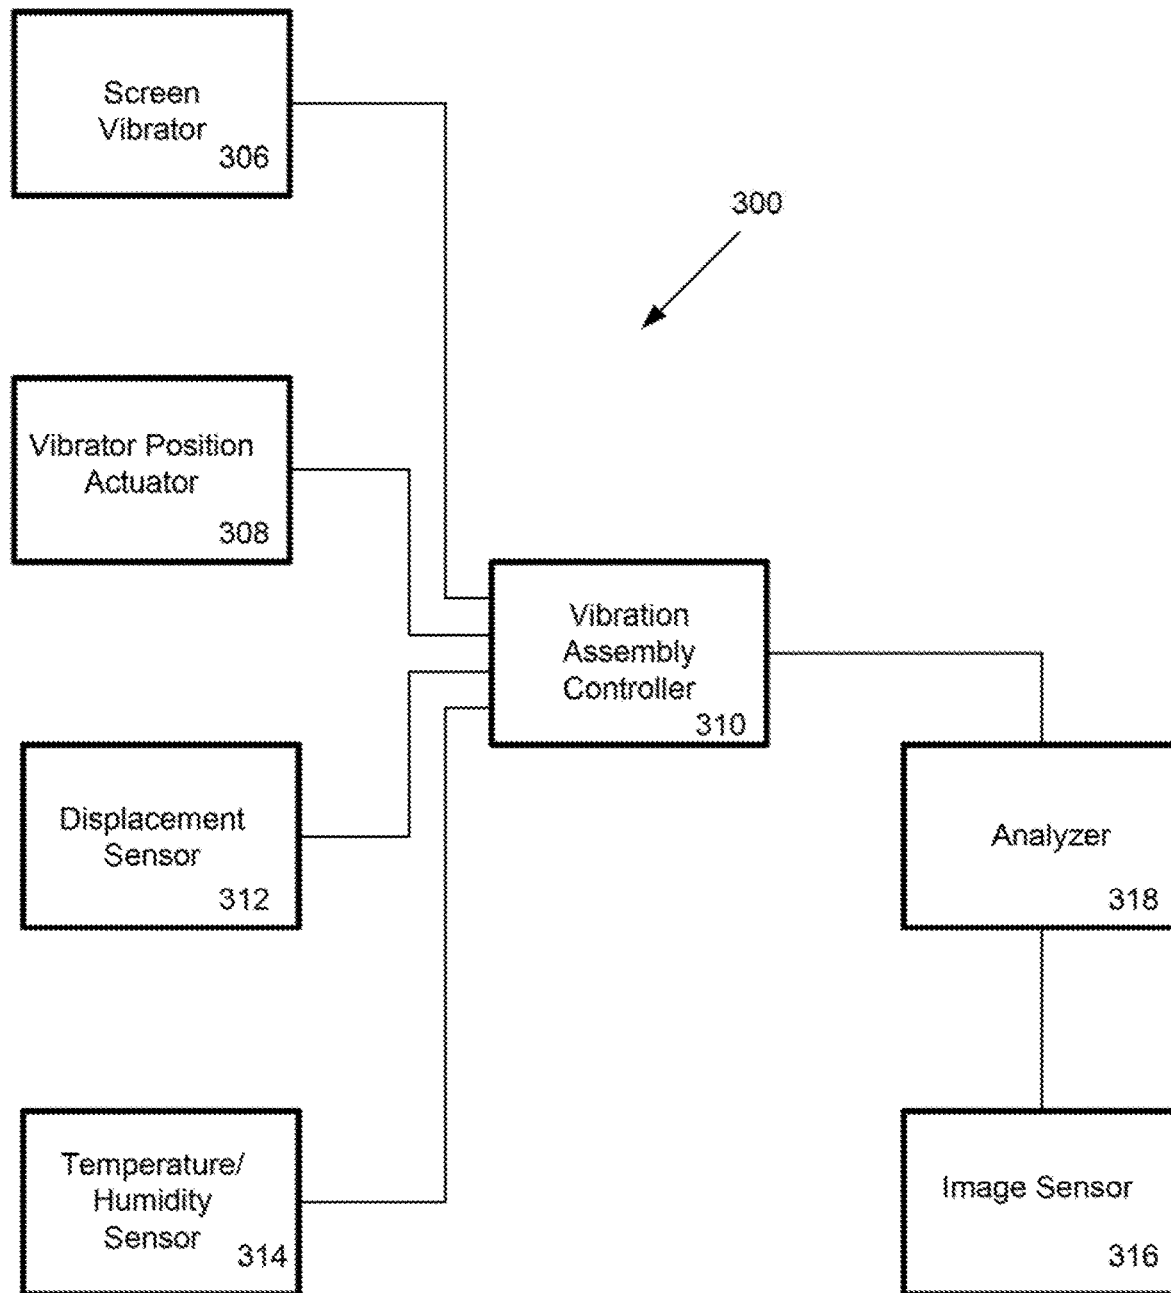 Screen
Vibrator
306
300
Vibrator Position
Actuator
308
Vibration
Assembly
Controller
310
Displacement
Sensor
312
Analyzer
318
Temperature/
Humidity
Sensor
314
Image Sensor
316